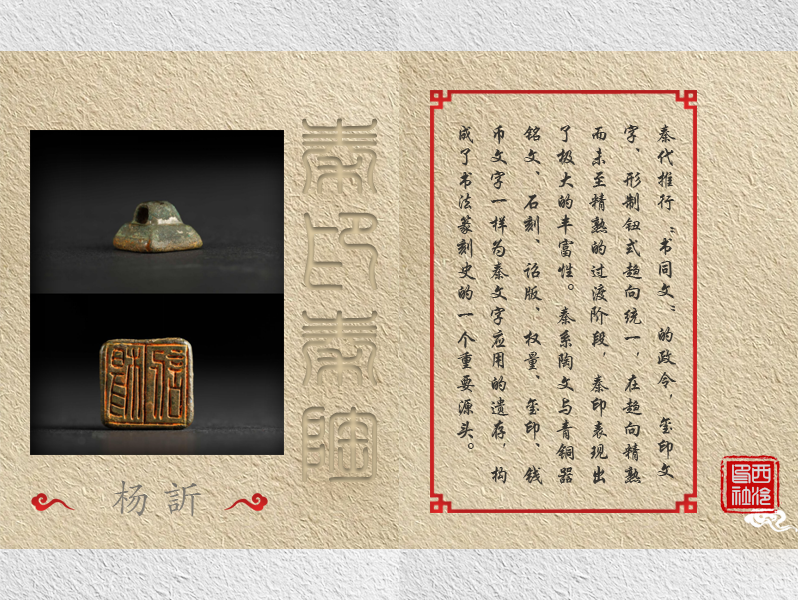 秦印秦陶
杨訢
秦代推行“书同文”的政令，玺印文
字、形制钮式趋向统一，在趋向精熟
而未至精熟的过渡阶段，秦印表现出
了极大的丰富性。秦系陶文与青铜器
铭文、石刻、诏版、权量、玺印、钱
币文字一样为秦文字应用的遗存，构
成了书法篆刻史的一个重要源头。
西泠
印社